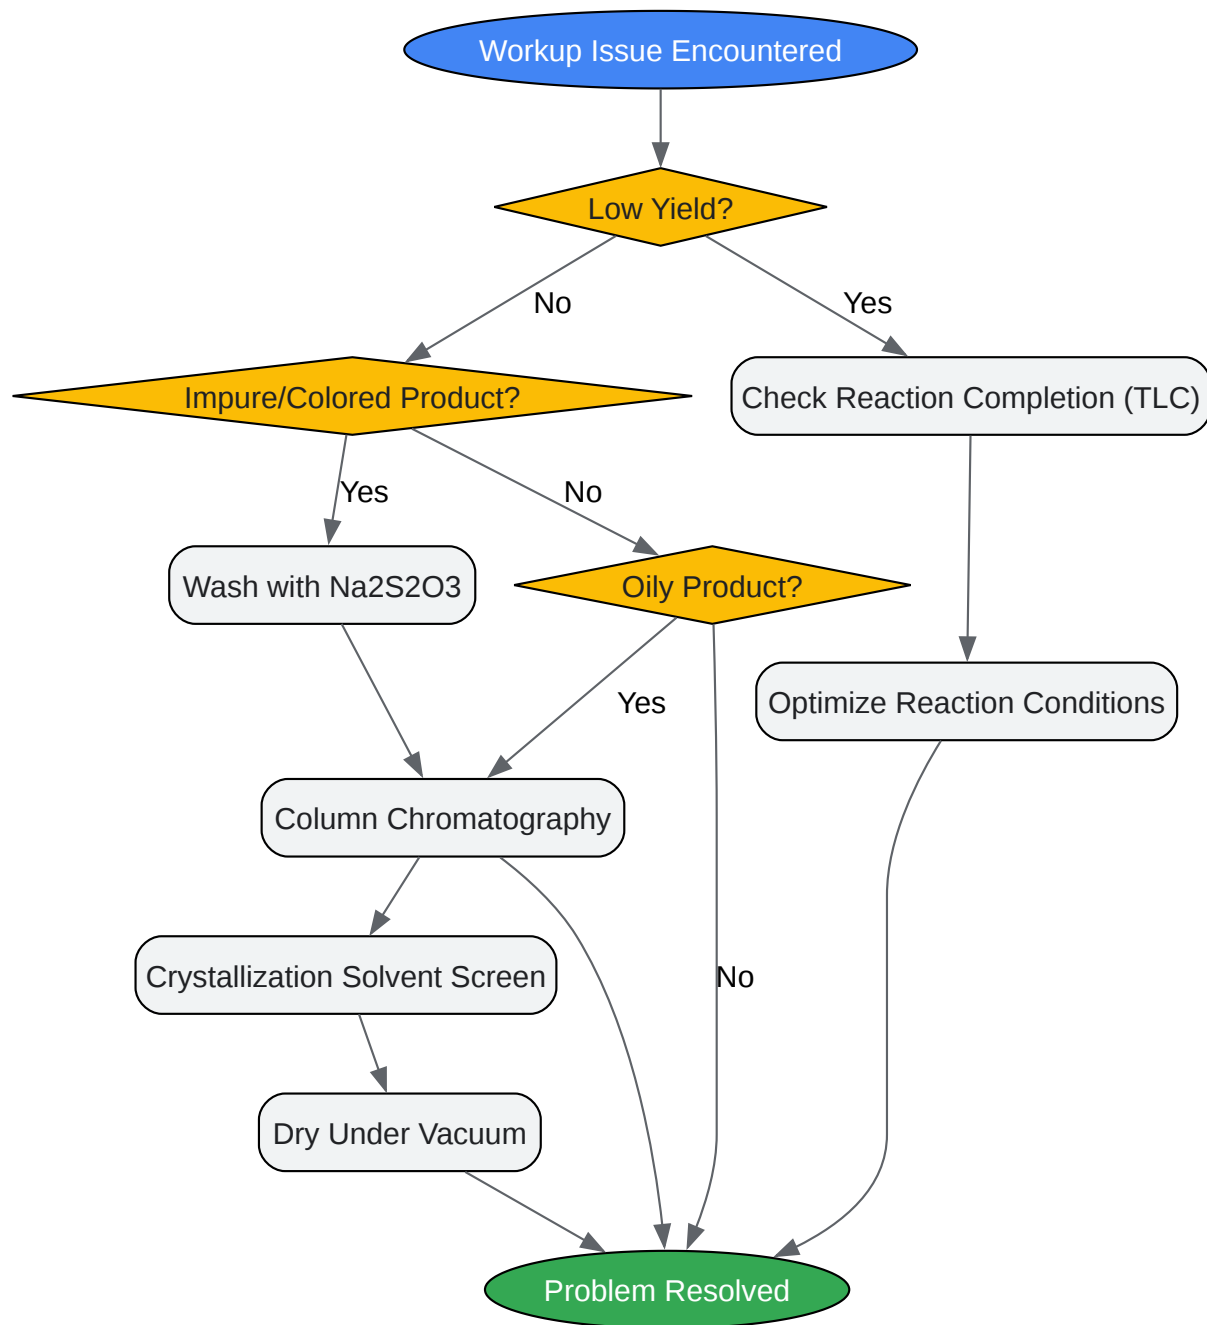 Workup Issue Encountered
Low Yield?
No
Yes
Impure/Colored Product?
Check Reaction Completion (TLC)
Yes
No
Wash with Na2S2O3
Oily Product?
Optimize Reaction Conditions
Yes
Column Chromatography
Crystallization Solvent Screen
No
Dry Under Vacuum
Problem Resolved